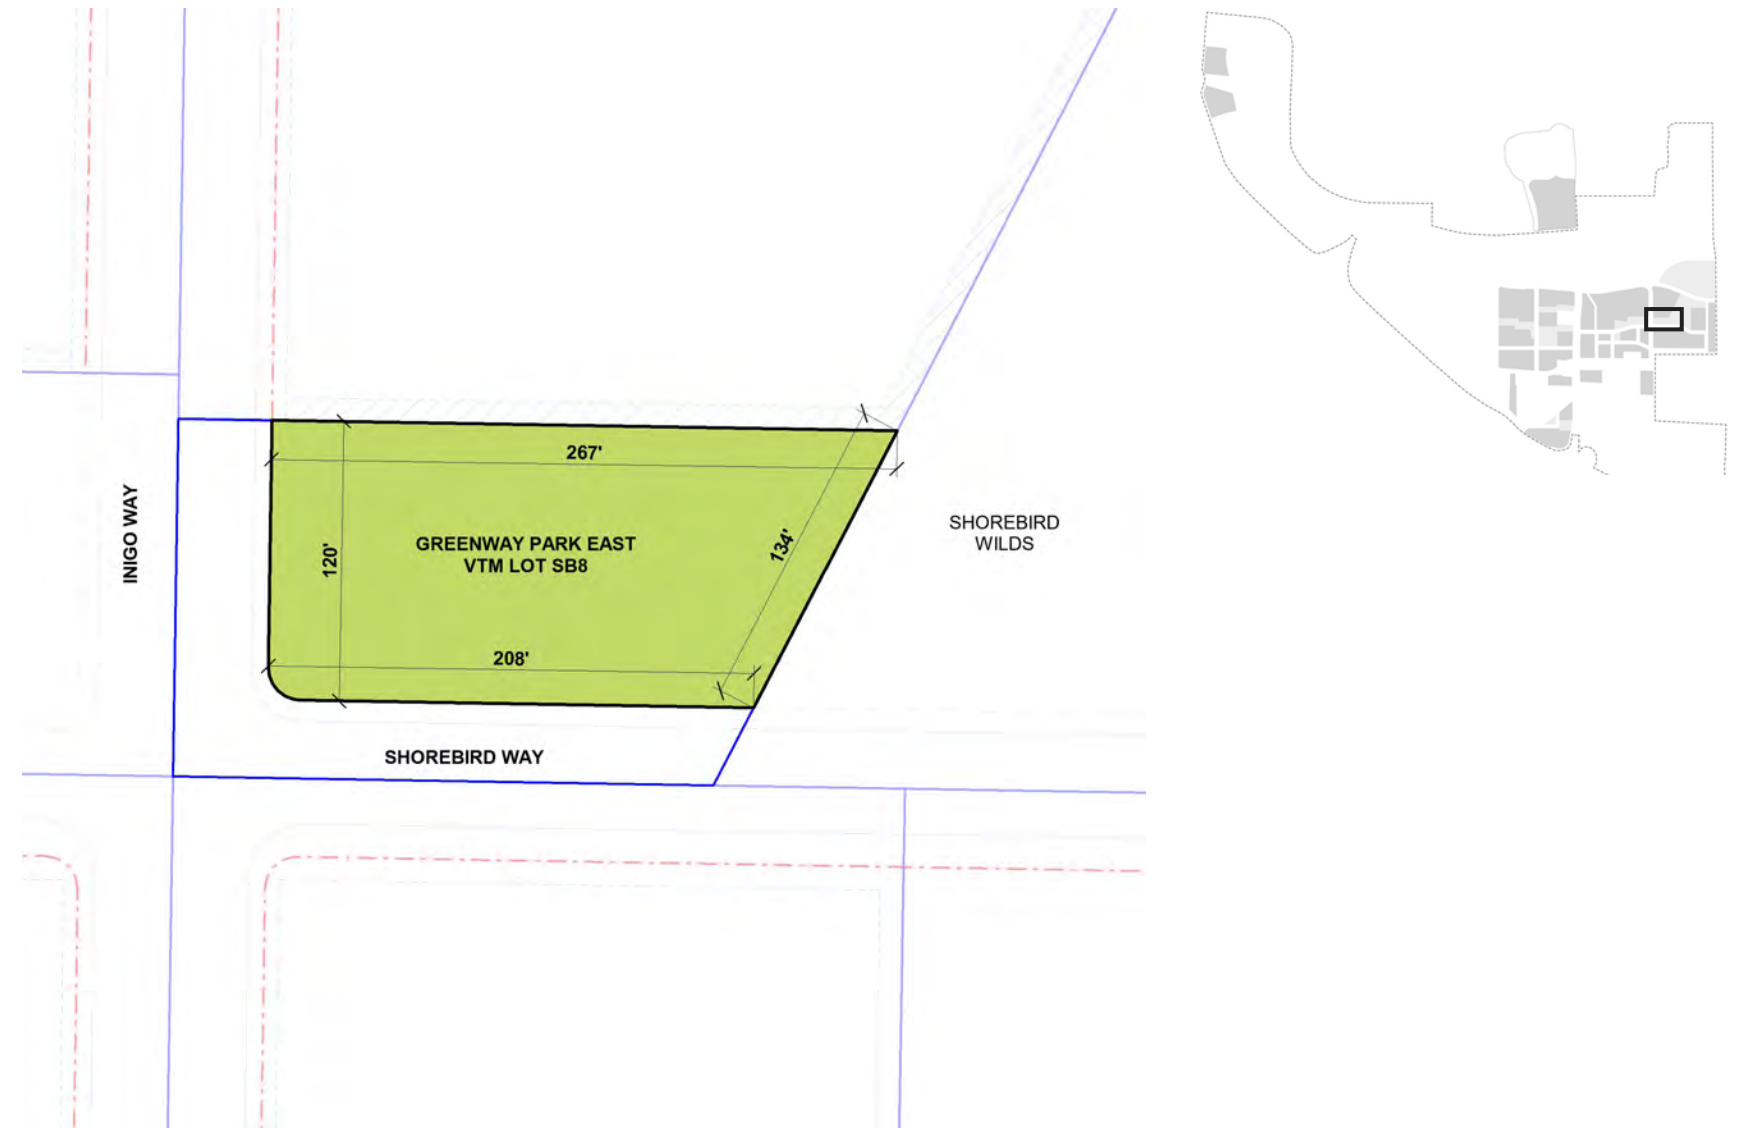 267'
INIGO WAY
120'
GREENWAY PARK EAST
VTM LOT SB8
134'
SHOREBIRD
WILDS
208'
SHOREBIRD WAY